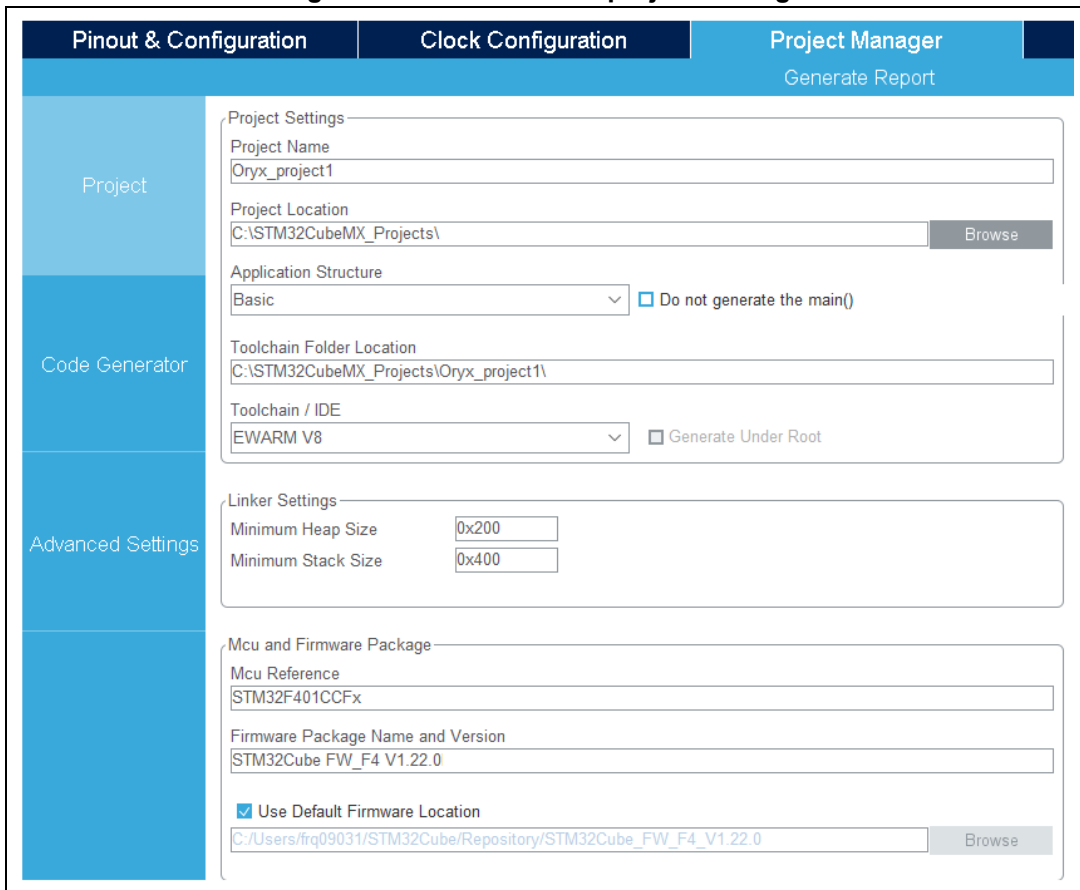 Pinout & Configuration
Clock Configuration
Project Manager
Generate Report
Project
Code Generator
Advanced Settings
Project Settings
Project Name
Oryx_project1
Project Location
C:\STM32CubeMX_Projects\
Browse
Application Structure
Basic
Do not generate the main()
Toolchain Folder Location
C:\STM32CubeMX_Projects\Oryx_project1\
Toolchain / IDE
EWARM V8
Generate Under Root
Linker Settings
Minimum Heap Size
0x200
Minimum Stack Size
0x400
Mcu and Firmware Package
Mcu Reference
STM32F401CCFx
Firmware Package Name and Version
STM32Cube FW_F4 V1.22.0
Use Default Firmware Location
C:/Users/frq09031/STM32Cube/Repository/STM32Cube_FW_F4_V1.22.0
Browse